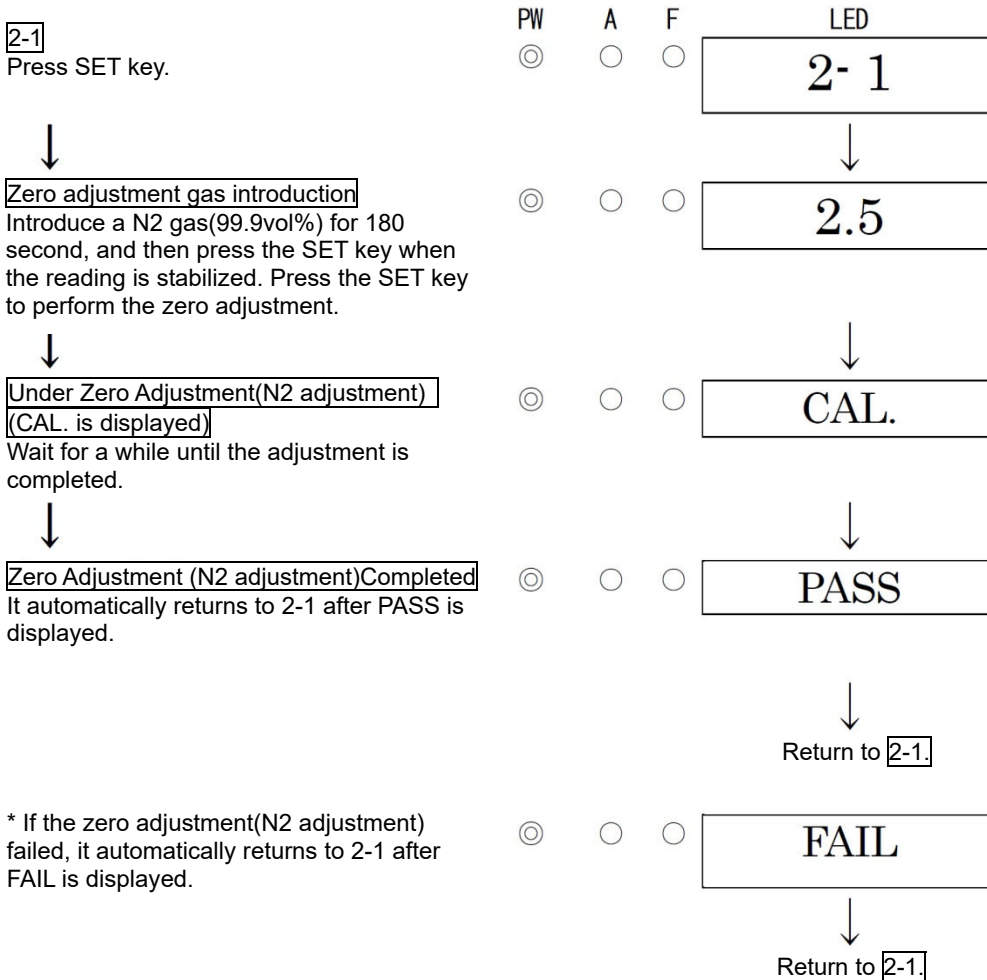 PW A F LED
2-1
Press SET key.
2- 1
Zero adjustment gas introduction
Introduce a N2 gas(99.9vol%) for 180
second, and then press the SET key when
the reading is stabilized. Press the SET key
to perform the zero adjustment.
2.5
Under Zero Adjustment(N2 adjustment)
(CAL. is displayed)
Wait for a while until the adjustment is
completed.
CAL.
Zero Adjustment (N2 adjustment)Completed
It automatically returns to 2-1 after PASS is
displayed.
PASS
Return to 2-1.
* If the zero adjustment(N2 adjustment)
failed, it automatically returns to 2-1 after
FAIL is displayed.
FAIL
Return to 2-1.